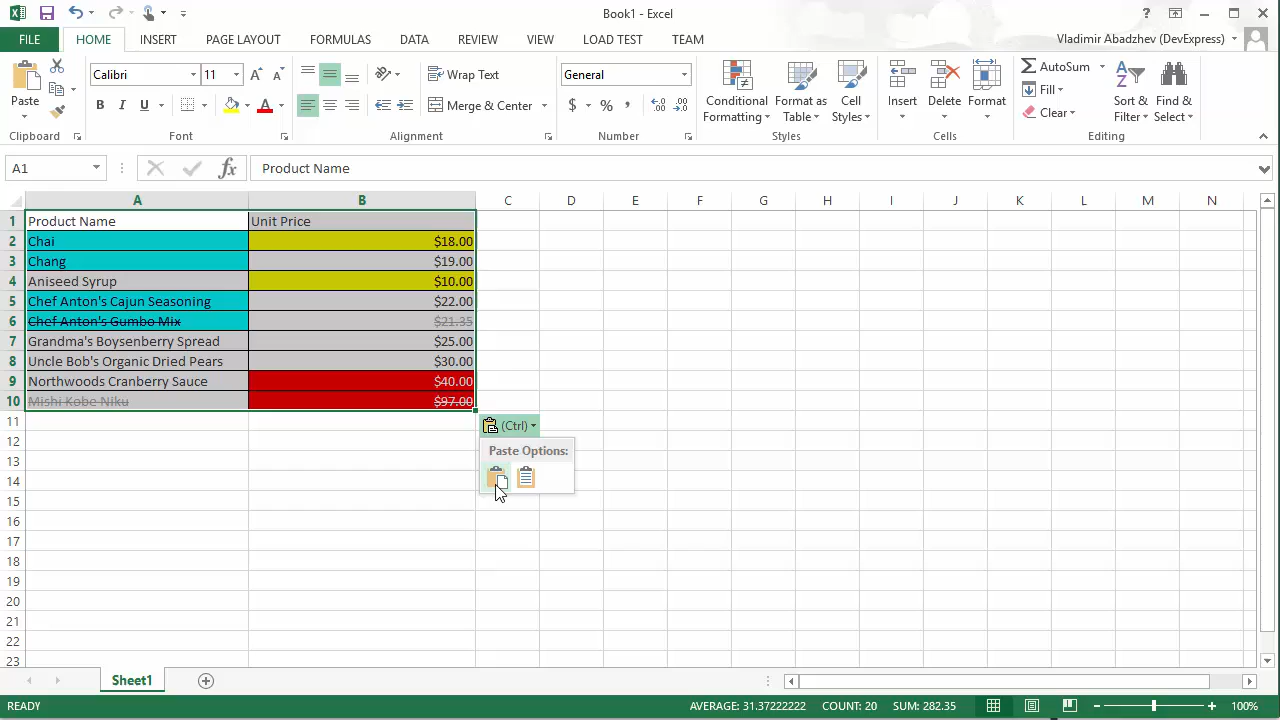 Book1 - Excel
FILE HOME INSERT PAGE LAYOUT FORMULAS DATA REVIEW VIEW LOAD TEST TEAM Vladimir Abadzhev (DevExpress)
Paste
Calibri 11
B I U A
Wrap Text
Merge & Center
General
$ % ,
Conditional Formatting
Format as Table
Cell Styles
Insert Delete Format
AutoSum
Fill
Clear
Sort & Filter
Find & Select
Clipboard Font Alignment Number Styles Cells Editing
A1 fx Product Name
A B C D E F G H I J K L M N
1 Product Name Unit Price
2 Chai $18.00
3 Chang $19.00
4 Aniseed Syrup $10.00
5 Chef Anton's Cajun Seasoning $22.00
6 Chef Anton's Gumbo Mix $21.35
7 Grandma's Boysenberry Spread $25.00
8 Uncle Bob's Organic Dried Pears $30.00
9 Northwoods Cranberry Sauce $40.00
10 Mishi Kobe Niku $97.00
11 (Ctrl)
12 Paste Options:
13
14
15
16
17
18
19
20
21
22
23
Sheet1
READY AVERAGE: 31.37222222 COUNT: 20 SUM: 282.35 100%